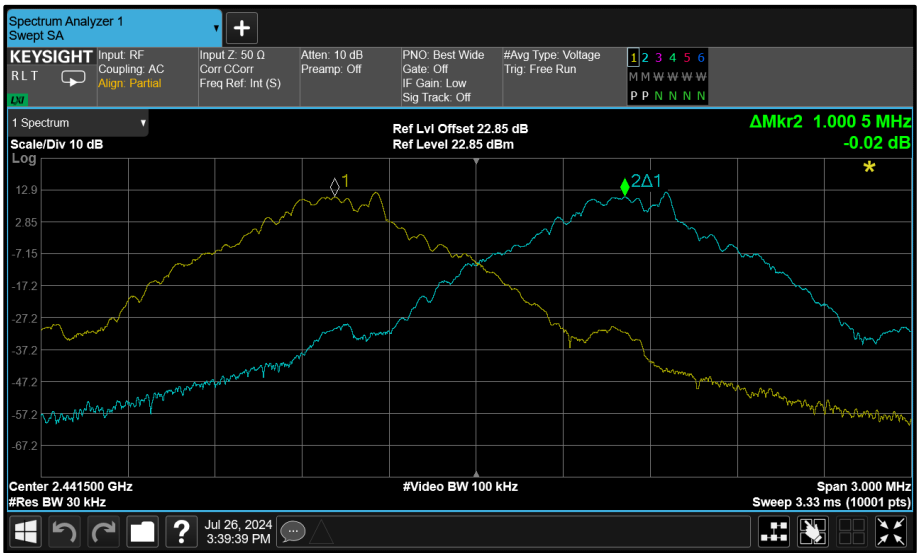 Spectrum Analyzer 1
Swept SA
+
KEYSIGHT Input: RF Input Z: 50 Ω Atten: 10 dB PNO: Best Wide #Avg Type: Voltage 1 2 3 4 5 6
RLT Coupling: AC Corr CCorr Preamp: Off Gate: Off Trig: Free Run M M W W W W
Align: Partial Freq Ref: Int (S) IF Gain: Low
LXI Sig Track: Off P P N N N N
1 Spectrum Ref Lvl Offset 22.85 dB ΔMkr2 1.000 5 MHz
Scale/Div 10 dB Ref Level 22.85 dBm -0.02 dB
Log
1 2Δ1 *
12.9
2.85
-7.15
-17.2
-27.2
-37.2
-47.2
-57.2
-67.2
Center 2.441500 GHz #Video BW 100 kHz Span 3.000 MHz
#Res BW 30 kHz Sweep 3.33 ms (10001 pts)
? Jul 26, 2024
3:39:39 PM